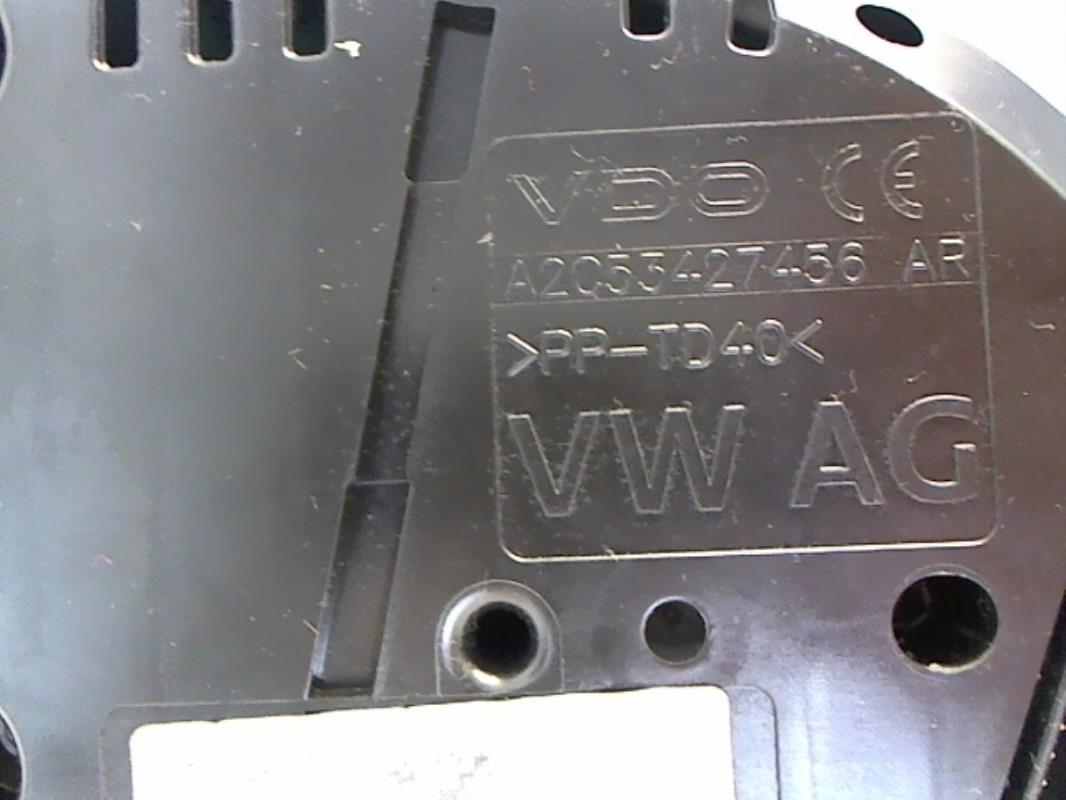 VDO CE
A2C53427456 AR
>PP-TD40<
VW AG